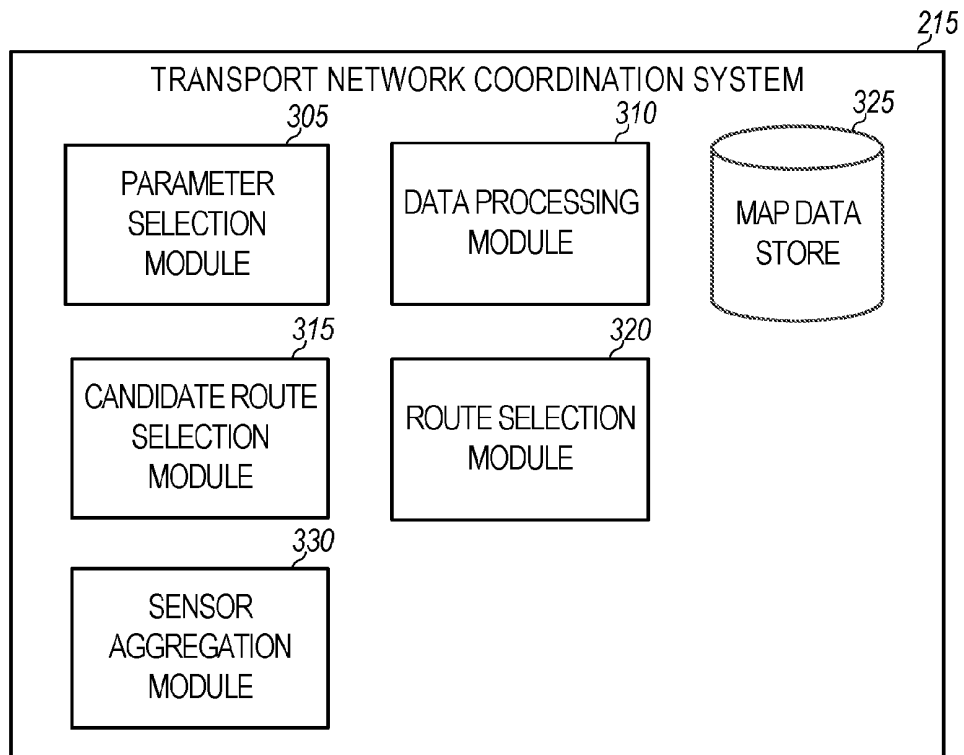 215
TRANSPORT NETWORK COORDINATION SYSTEM
305
PARAMETER
SELECTION
MODULE
310
DATA PROCESSING
MODULE
325
MAP DATA
STORE
315
CANDIDATE ROUTE
SELECTION
MODULE
320
ROUTE SELECTION
MODULE
330
SENSOR
AGGREGATION
MODULE